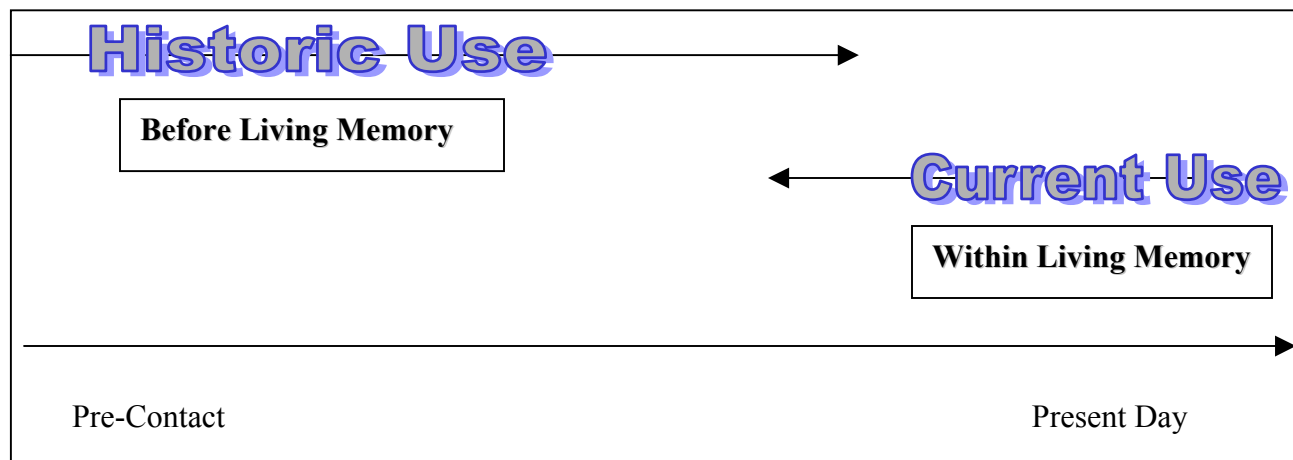 Historic Use
Before Living Memory
Current Use
Within Living Memory
Pre-Contact Present Day